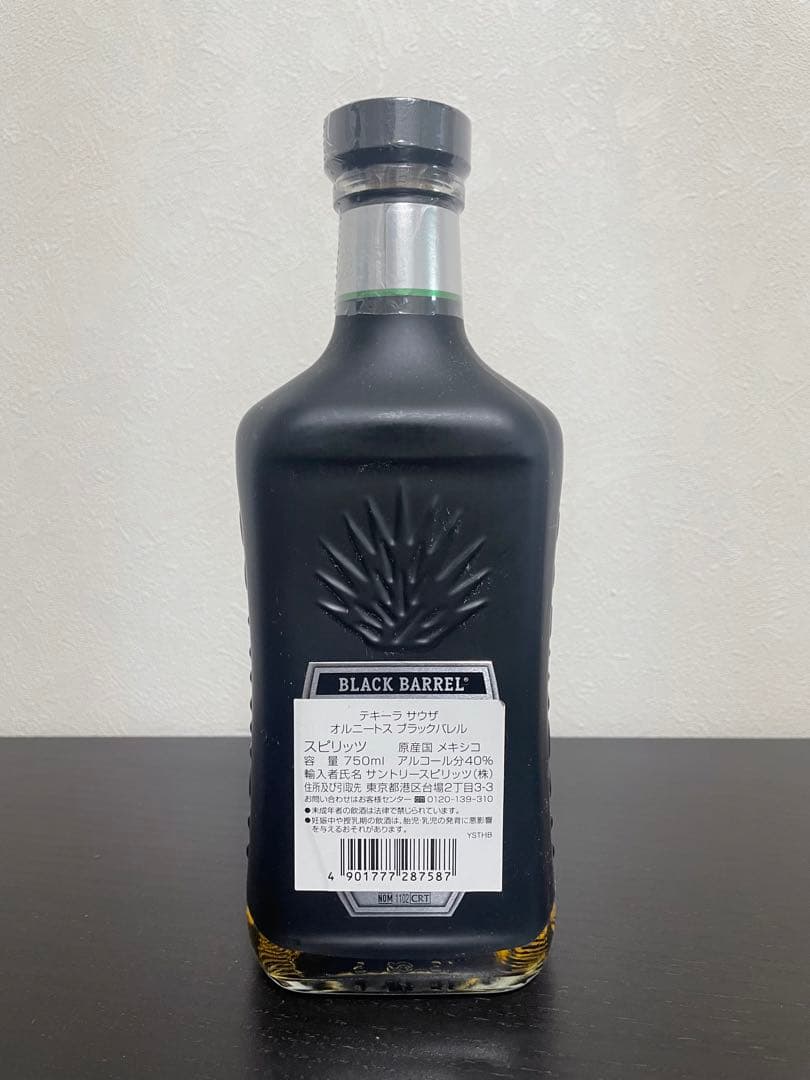 BLACK BARREL®
テキーラ サウザ
オルニートス ブラックバレル
スピリッツ 原産国 メキシコ
容 量 750ml アルコール分40%
輸入者氏名 サントリースピリッツ(株)
住所及び引取先 東京都港区台場2丁目3-3
お問い合わせはお客様センター ☎ 0120-139-310
●未成年者の飲酒は法律で禁じられています。
●妊娠中や授乳期の飲酒は、胎児・乳児の発育に悪影響
を与えるおそれがあります。
YSTHB
4 901777 287587
NOM 1102 CRT